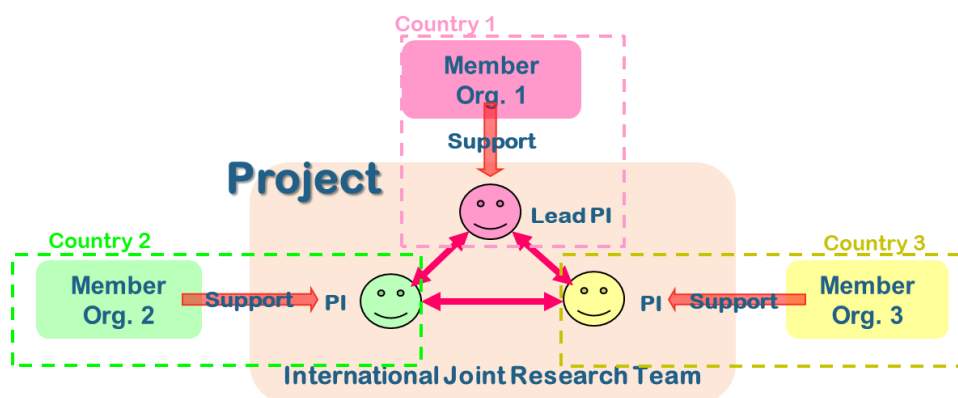 Country 1
Member
Org. 1
Support
Project
Lead PI
Country 2
Country 3
Member
Org. 2
Support
PI
PI
Support
Member
Org. 3
International Joint Research Team